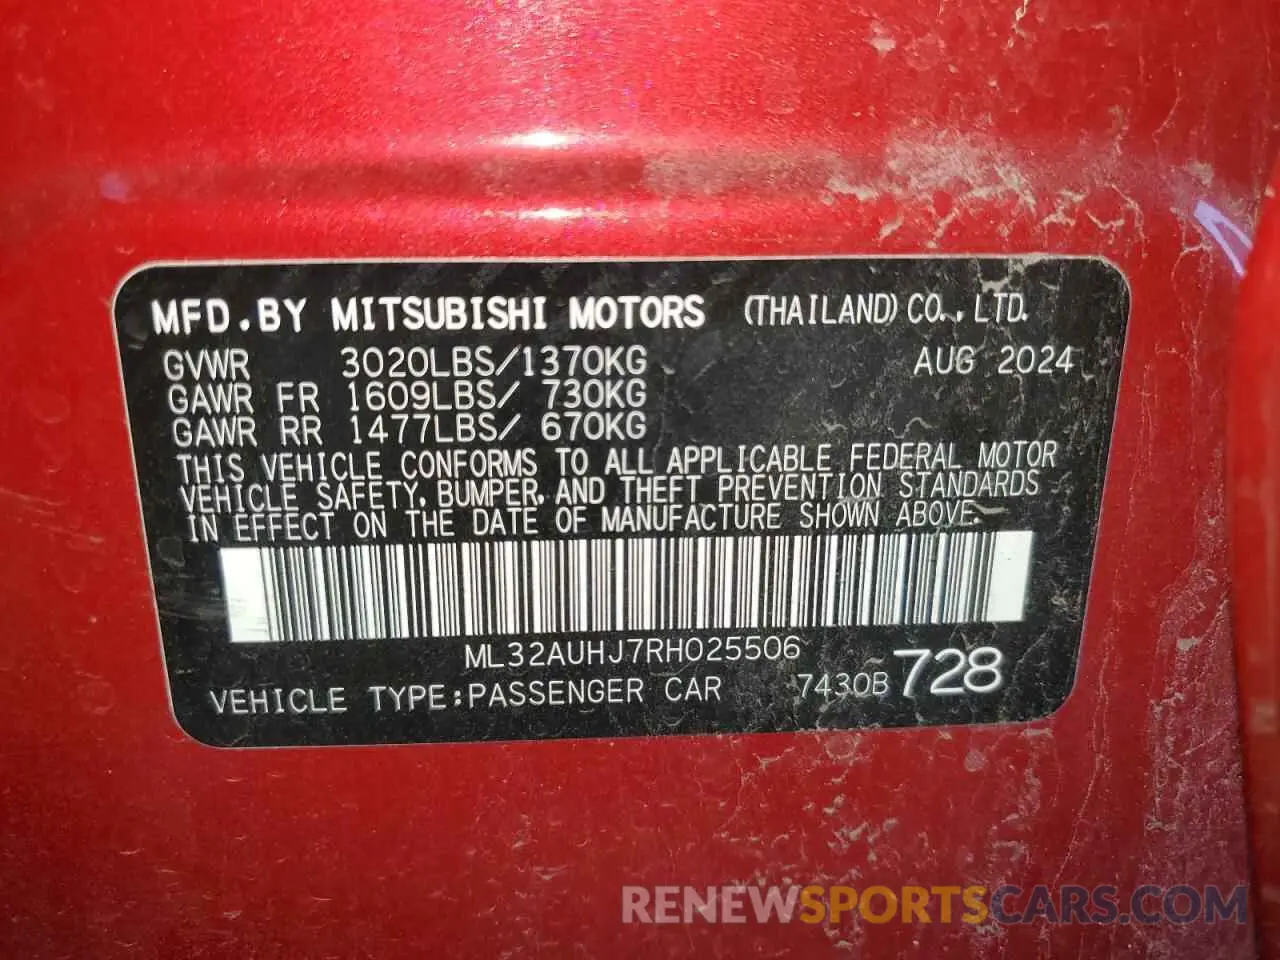 MFD.BY MITSUBISHI MOTORS (THAILAND) CO., LTD.
GVWR 3020LBS/1370KG AUG 2024
GAWR FR 1609LBS/ 730KG
GAWR RR 1477LBS/ 670KG
THIS VEHICLE CONFORMS TO ALL APPLICABLE FEDERAL MOTOR
VEHICLE SAFETY, BUMPER, AND THEFT PREVENTION STANDARDS
IN EFFECT ON THE DATE OF MANUFACTURE SHOWN ABOVE.
ML32AUHJ7RH025506
VEHICLE TYPE:PASSENGER CAR 7430B 728
RENEWSPORTSCARS.COM